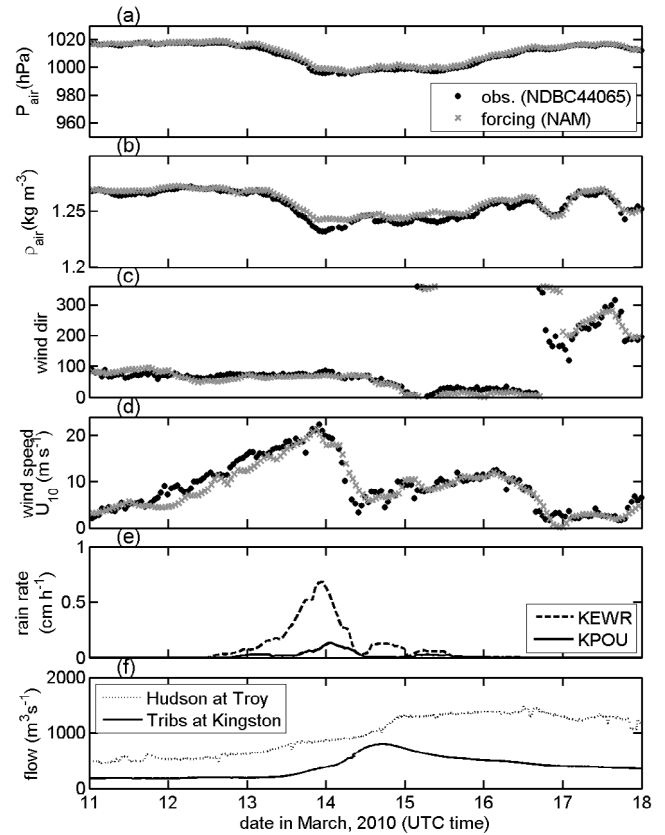 (a)
1020
1000
980
960
P_air(hPa)
obs. (NDBC44065)
forcing (NAM)
(b)
1.25
1.2
ρ_air(kg m⁻³)
(c)
300
200
100
0
wind dir
(d)
20
10
0
wind speed
U₁₀ (m s⁻¹)
(e)
1
0.5
0
rain rate
(cm h⁻¹)
KEWR
KPOU
(f)
2000
1000
0
flow (m³s⁻¹)
Hudson at Troy
Tribs at Kingston
11 12 13 14 15 16 17 18
date in March, 2010 (UTC time)